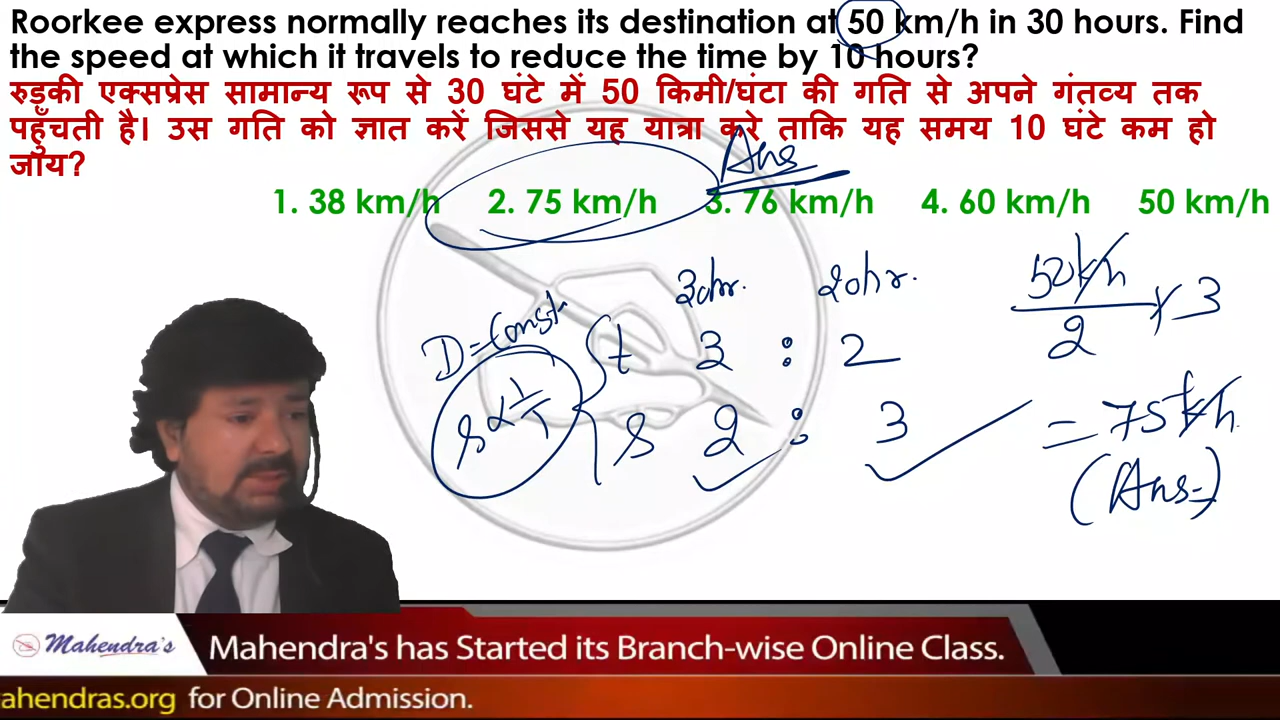 Roorkee express normally reaches its destination at 50 km/h in 30 hours. Find
the speed at which it travels to reduce the time by 10 hours?
रुड़की एक्सप्रेस सामान्य रूप से 30 घंटे में 50 किमी/घंटा की गति से अपने गंतव्य तक
पहुँचती है। उस गति को ज्ञात करें जिससे यह यात्रा करे ताकि यह समय 10 घंटे कम हो
जाय?
Ans
1. 38 km/h 2. 75 km/h 3. 76 km/h 4. 60 km/h 50 km/h
30hr. 20hr.
D = Const
t 3 : 2
s α 1/T
s 2 : 3
50 k/h / 2 × 3
= 75 k/h
(Ans=)
Mahendra's
Mahendra's has Started its Branch-wise Online Class.
ahendras.org for Online Admission.